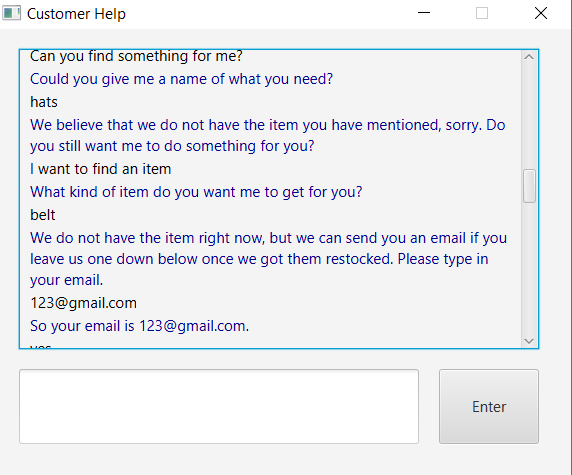 Customer Help
Can you find something for me?
Could you give me a name of what you need?
hats
We believe that we do not have the item you have mentioned, sorry. Do
you still want me to do something for you?
I want to find an item
What kind of item do you want me to get for you?
belt
We do not have the item right now, but we can send you an email if you
leave us one down below once we got them restocked. Please type in
your email.
123@gmail.com
So your email is 123@gmail.com.
yes
Enter